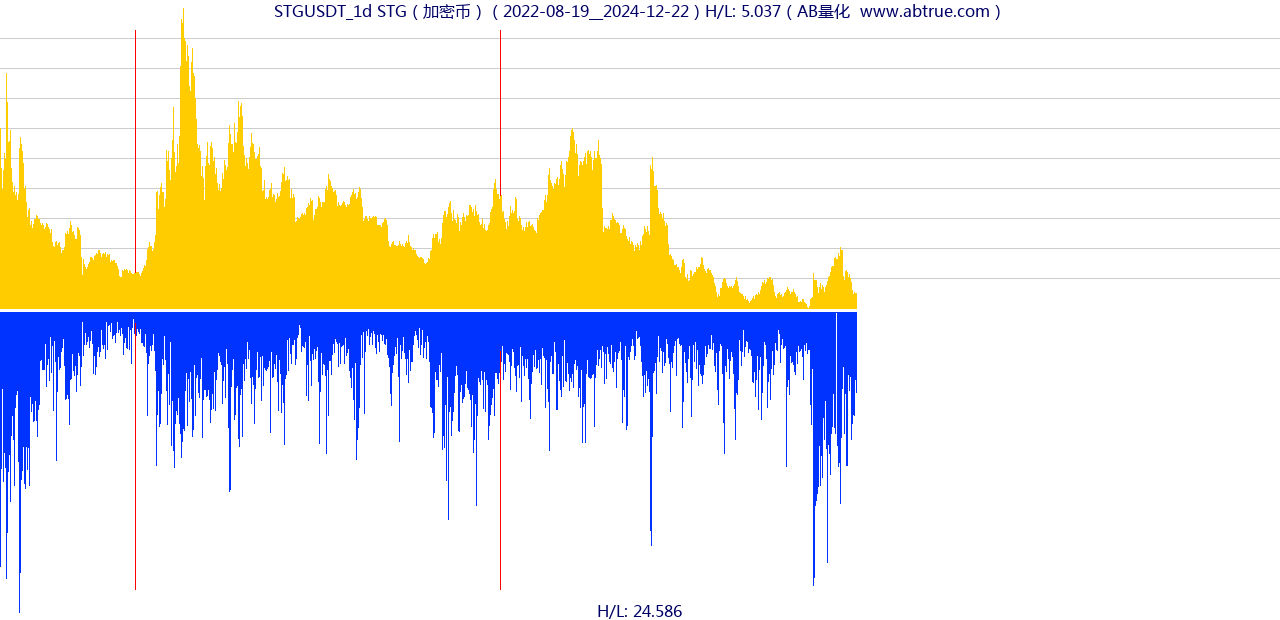 STGUSDT_1d STG（加密币）(2022-08-19__2024-12-22) H/L: 5.037（AB量化  www.abtrue.com）
H/L: 24.586